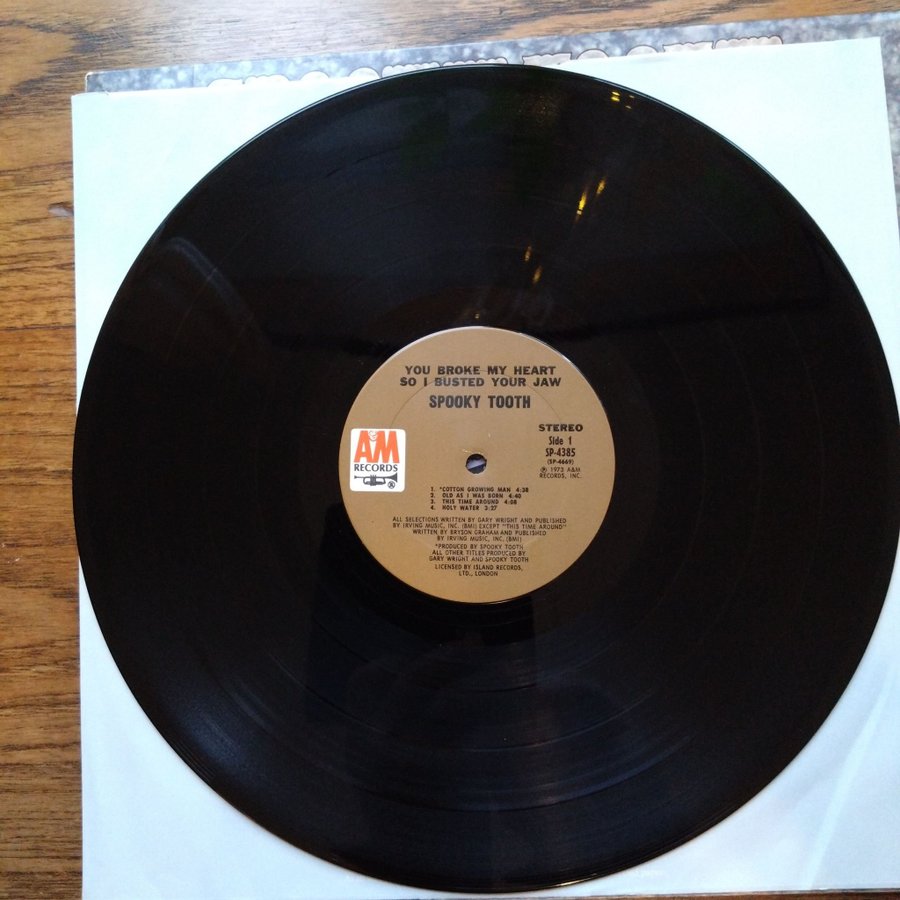 YOU BROKE MY HEART
SO I BUSTED YOUR JAW
SPOOKY TOOTH
A&M
RECORDS
®
STEREO
Side 1
SP-4385
(SP-4669)
℗ 1973 A&M
RECORDS, INC.
1. *COTTON GROWING MAN 4:38
2. OLD AS I WAS BORN 4:40
3. THIS TIME AROUND 4:08
4. HOLY WATER 3:27
ALL SELECTIONS WRITTEN BY GARY WRIGHT AND PUBLISHED
BY IRVING MUSIC, INC. (BMI) EXCEPT "THIS TIME AROUND"
WRITTEN BY BRYSON GRAHAM AND PUBLISHED
BY IRVING MUSIC, INC. (BMI)
*PRODUCED BY SPOOKY TOOTH
ALL OTHER TITLES PRODUCED BY
GARY WRIGHT AND SPOOKY TOOTH
LICENSED BY ISLAND RECORDS,
LTD., LONDON